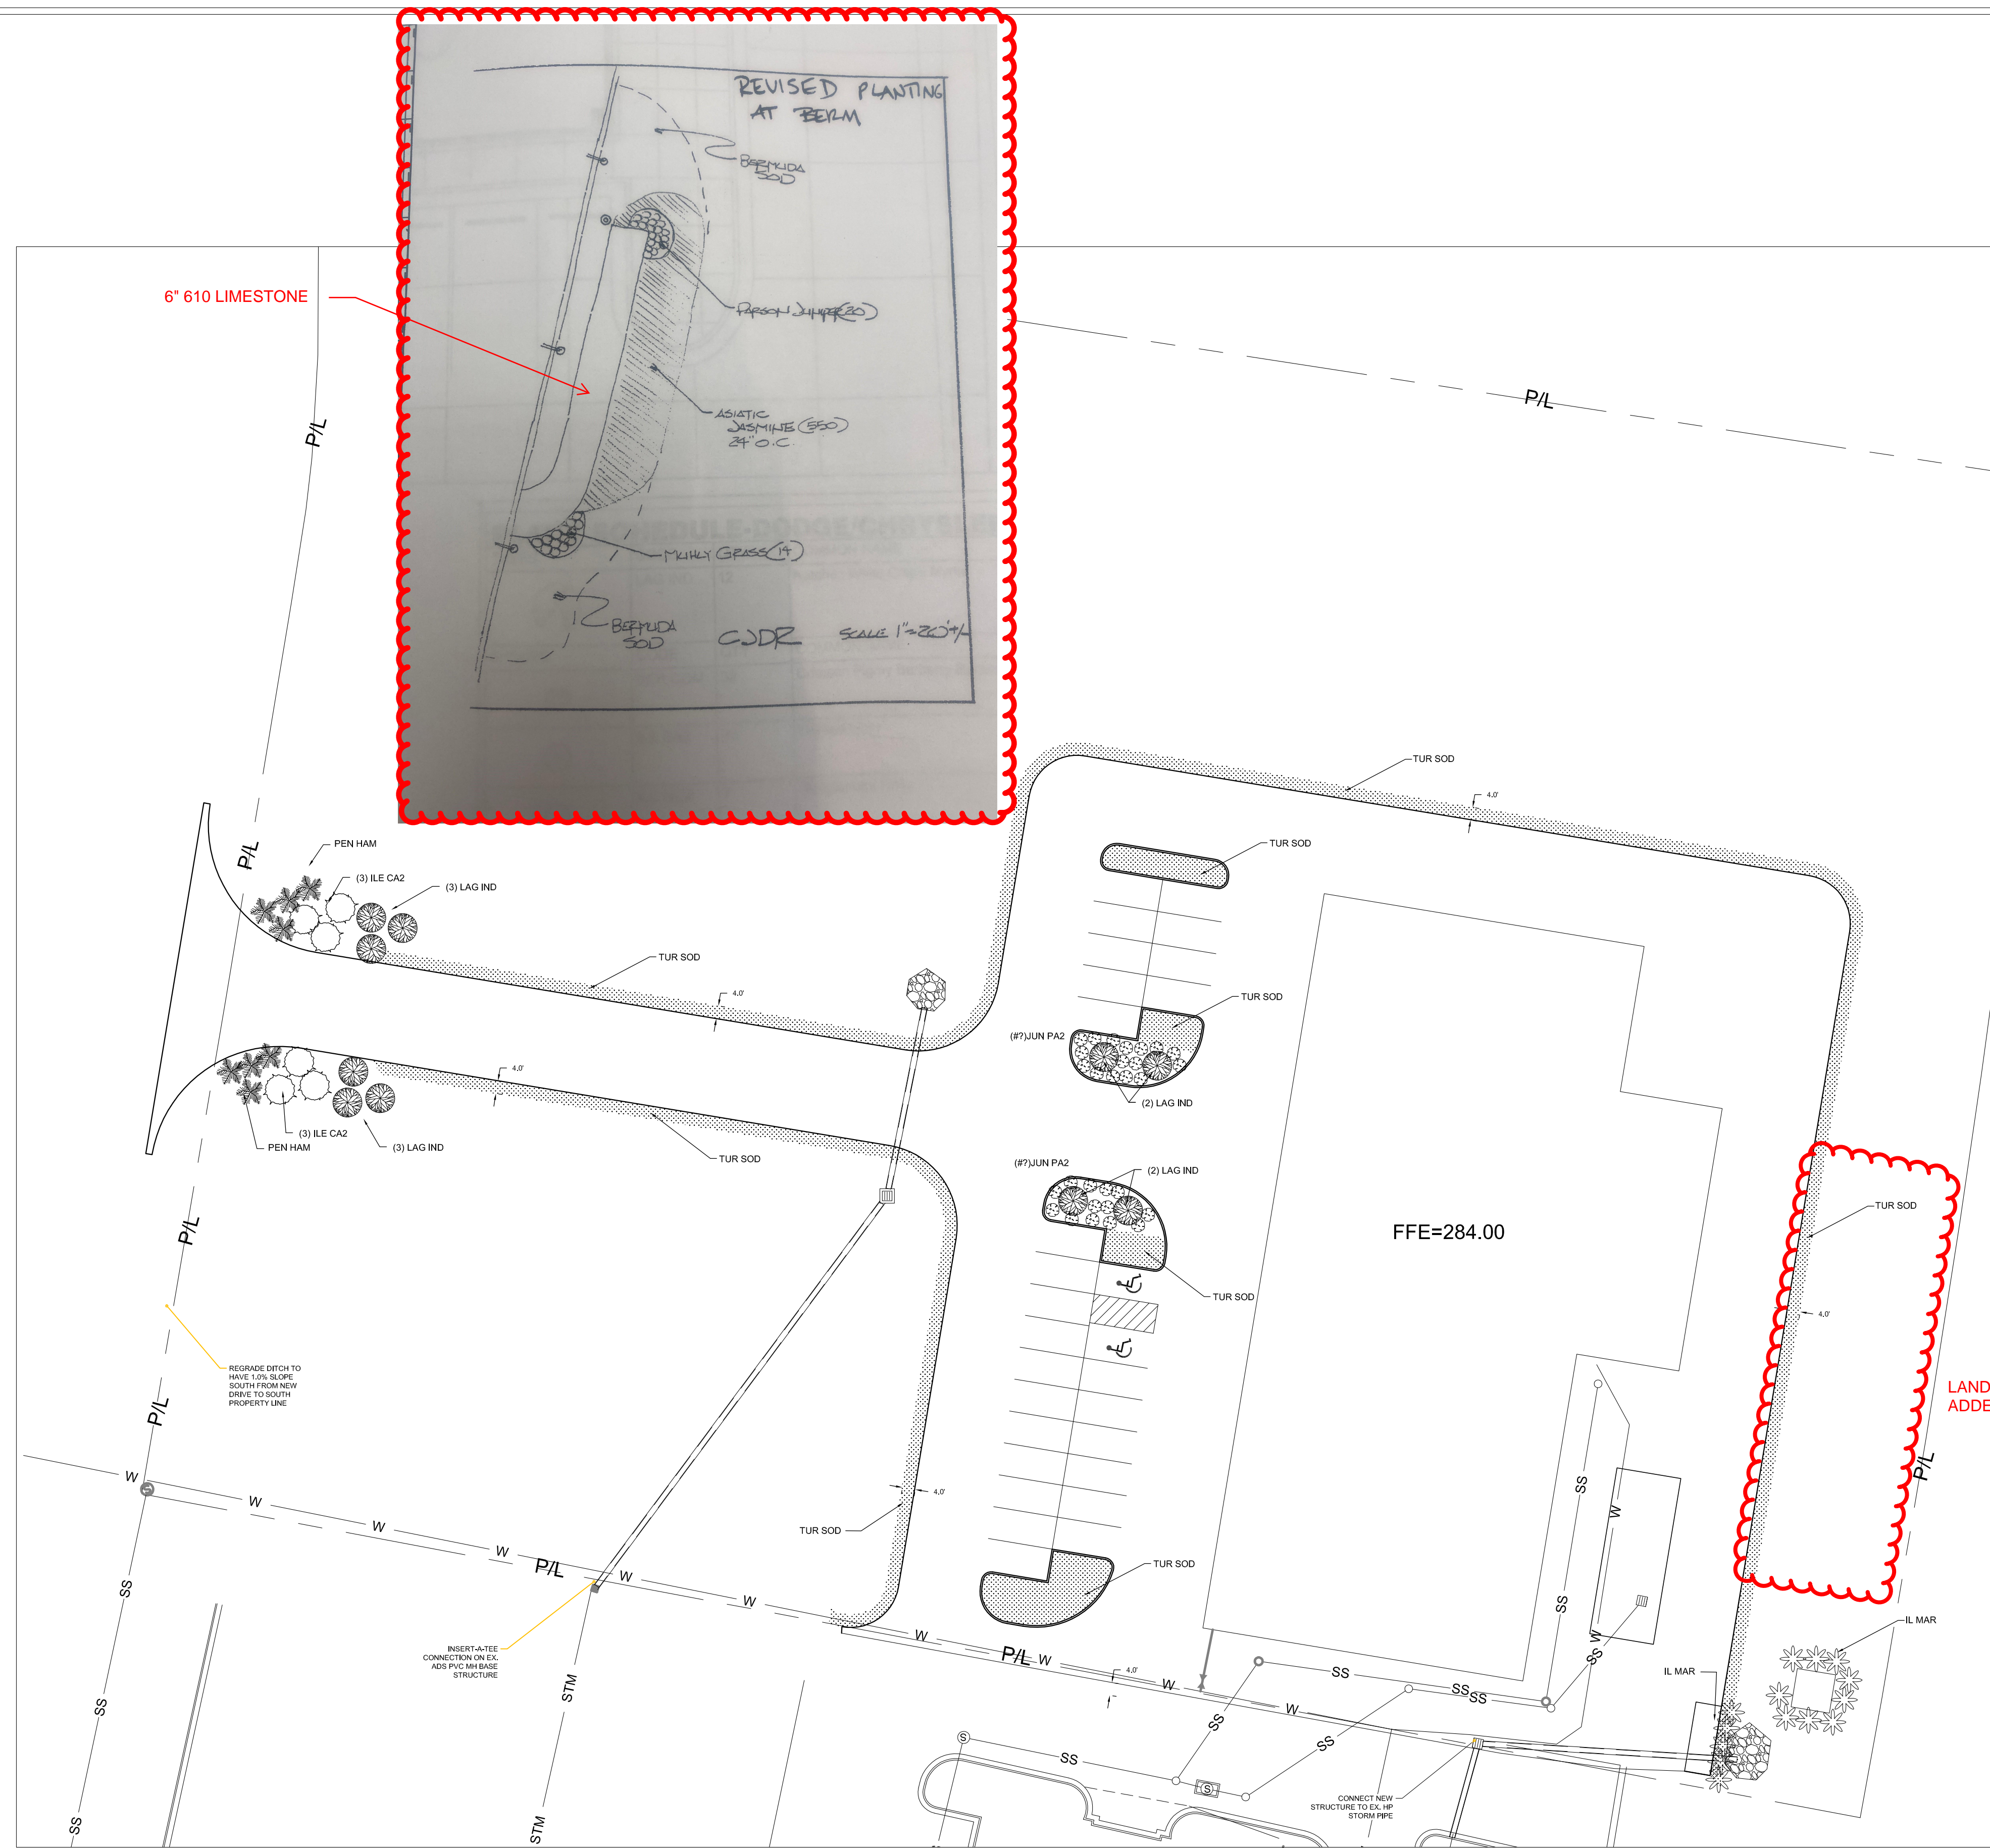 REVISED PLANTING
AT BERM
BERMUDA
SOD
6" 610 LIMESTONE
PARSON JUNIPER(20)
P/L
P/L
ASIATIC
JASMINE (550)
24" O.C.
MUHLY GRASS(14)
BERMUDA
SOD
CJDR
SCALE 1"=20'+/-
TUR SOD
4.0'
P/L
PEN HAM
(3) ILE CA2
(3) LAG IND
TUR SOD
TUR SOD
4.0'
TUR SOD
(#?)JUN PA2
(2) LAG IND
4.0'
(3) ILE CA2
PEN HAM
(3) LAG IND
TUR SOD
(#?)JUN PA2
(2) LAG IND
TUR SOD
P/L
FFE=284.00
TUR SOD
4.0'
REGRADE DITCH TO
HAVE 1.0% SLOPE
SOUTH FROM NEW
DRIVE TO SOUTH
PROPERTY LINE
P/L
LAND
ADDE
P/L
W
W
W
W
P/L
W
W
SS
W
4.0'
TUR SOD
TUR SOD
SS
SS
W
SS
INSERT-A-TEE
CONNECTION ON EX.
ADS PVC MH BASE
STRUCTURE
W
P/L
W
4.0'
W
W
IL MAR
IL MAR
SS
SS
SS
STM
SS
SS
SS
S
SS
S
CONNECT NEW
STRUCTURE TO EX. HP
STORM PIPE
SS
STM